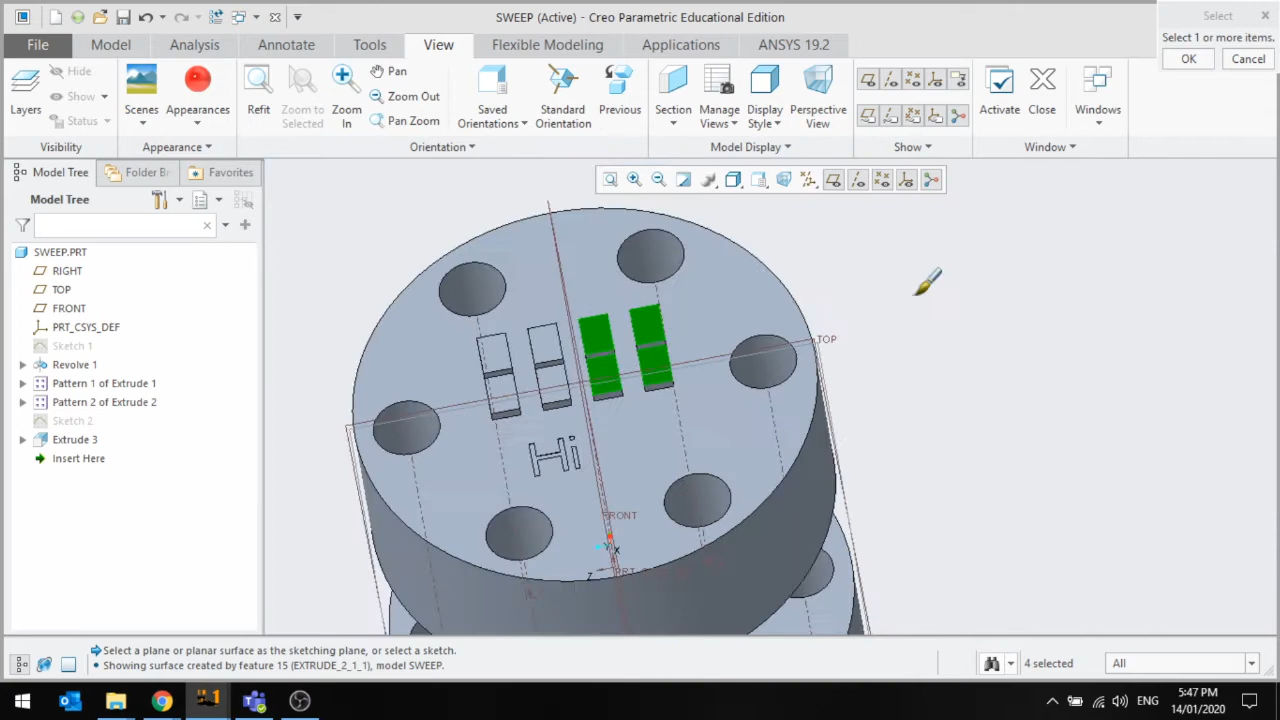 SWEEP (Active) - Creo Parametric Educational Edition
Select
Select 1 or more items.
OK
Cancel
File
Model
Analysis
Annotate
Tools
View
Flexible Modeling
Applications
ANSYS 19.2
Hide
Show
Status
Layers
Visibility
Scenes
Appearances
Appearance
Refit
Zoom to Selected
Zoom In
Pan
Zoom Out
Pan Zoom
Saved Orientations
Standard Orientation
Previous
Orientation
Section
Manage Views
Display Style
Perspective View
Model Display
Show
Activate
Close
Windows
Window
Model Tree
Folder Br
Favorites
Model Tree
SWEEP.PRT
RIGHT
TOP
FRONT
PRT_CSYS_DEF
Sketch 1
Revolve 1
Pattern 1 of Extrude 1
Pattern 2 of Extrude 2
Sketch 2
Extrude 3
Insert Here
TOP
Hi
FRONT
Y
X
Z
Select a plane or planar surface as the sketching plane, or select a sketch.
Showing surface created by feature 15 (EXTRUDE_2_1_1), model SWEEP.
4 selected
All
ENG
5:47 PM
14/01/2020